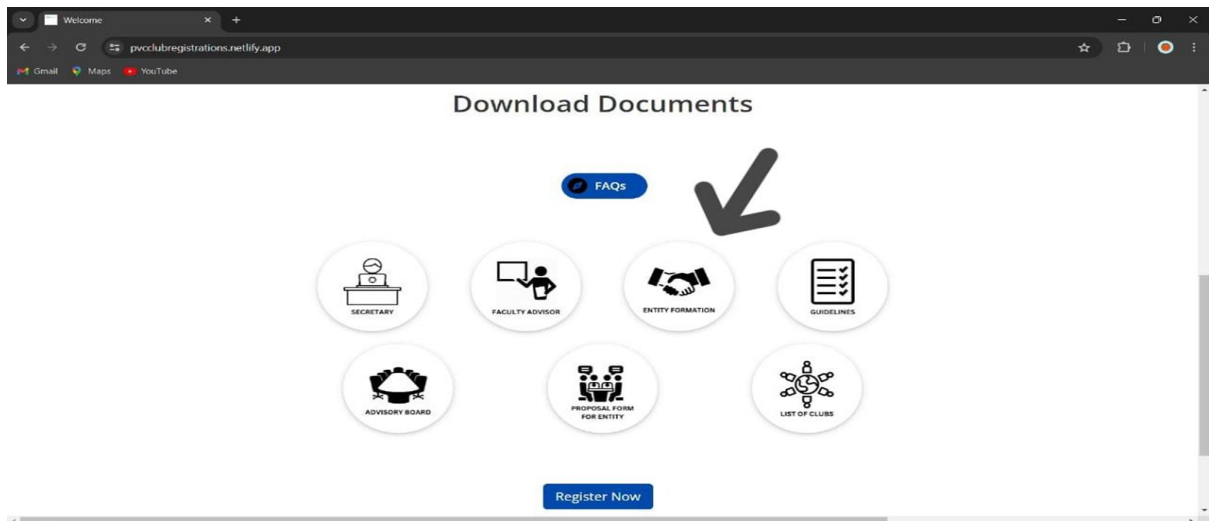 Welcome
pvcclubregistrations.netlify.app
Gmail Maps YouTube
Download Documents
FAQs
SECRETARY
FACULTY ADVISOR
ENTITY FORMATION
GUIDELINES
ADVISORY BOARD
PROPOSAL FORM
FOR ENTITY
LIST OF CLUBS
Register Now